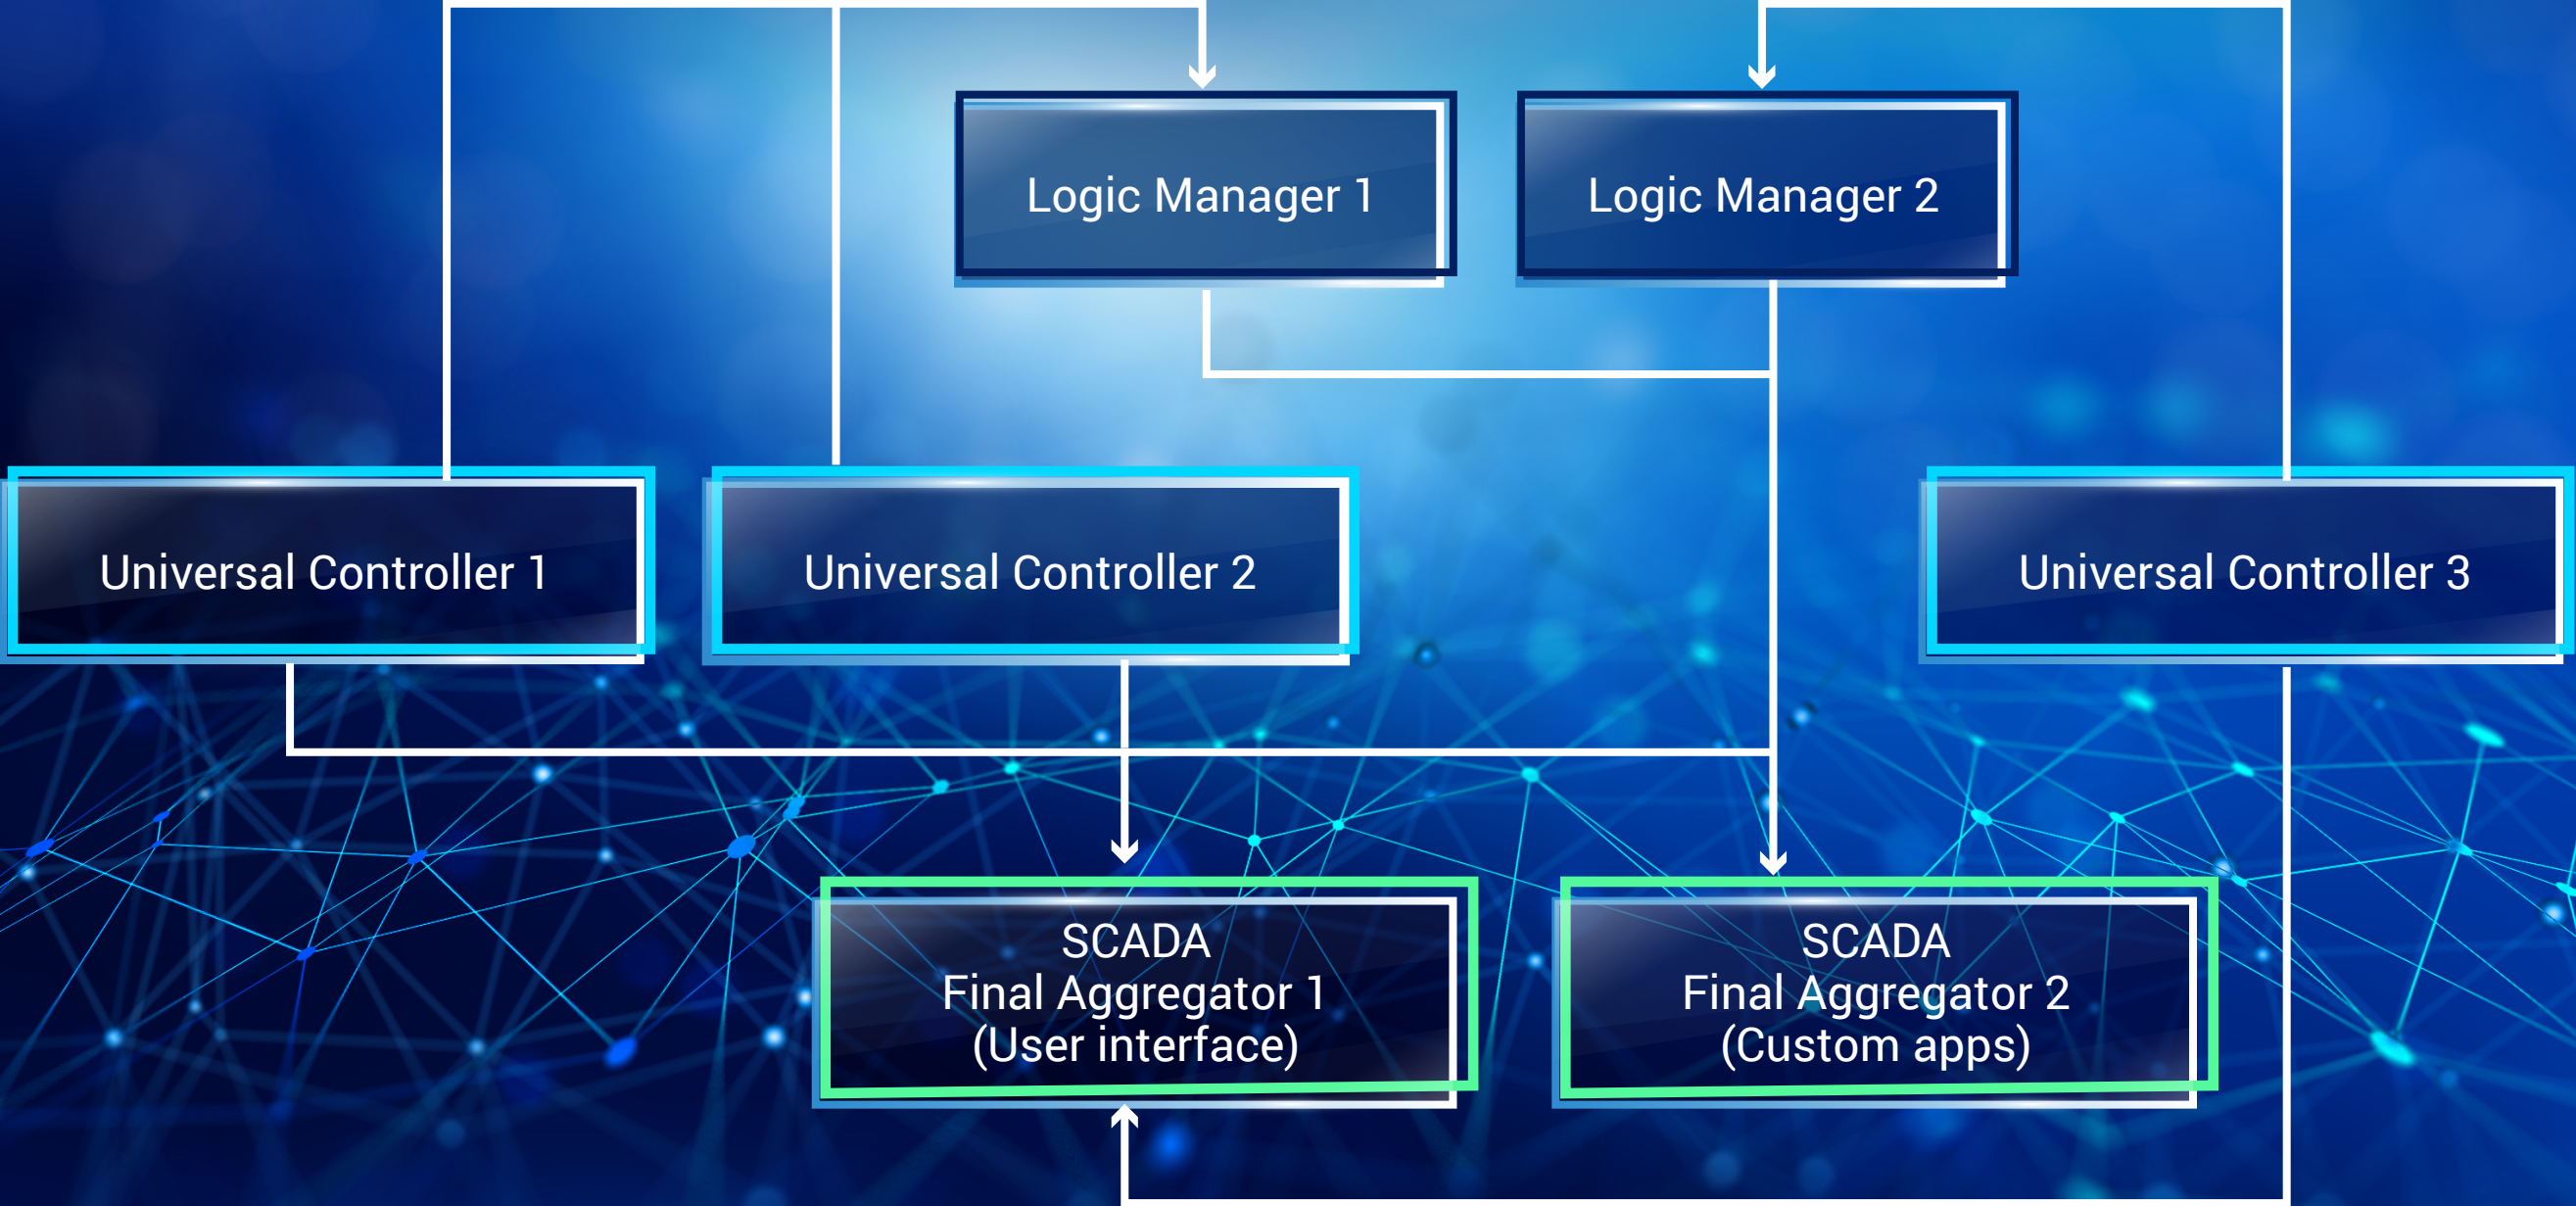 Logic Manager 1
Logic Manager 2
Universal Controller 1
Universal Controller 2
Universal Controller 3
SCADA
Final Aggregator 1
(User interface)
SCADA
Final Aggregator 2
(Custom apps)